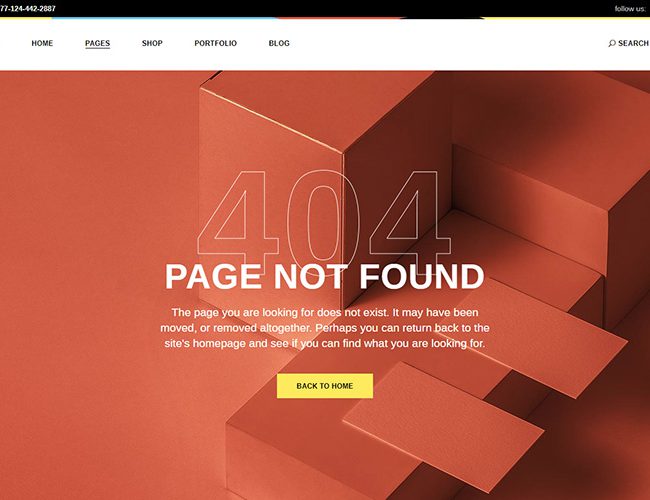 77-124-442-2887
follow us:
HOME PAGES SHOP PORTFOLIO BLOG SEARCH
404
PAGE NOT FOUND
The page you are looking for does not exist. It may have been
moved, or removed altogether. Perhaps you can return back to the
site's homepage and see if you can find what you are looking for.
BACK TO HOME